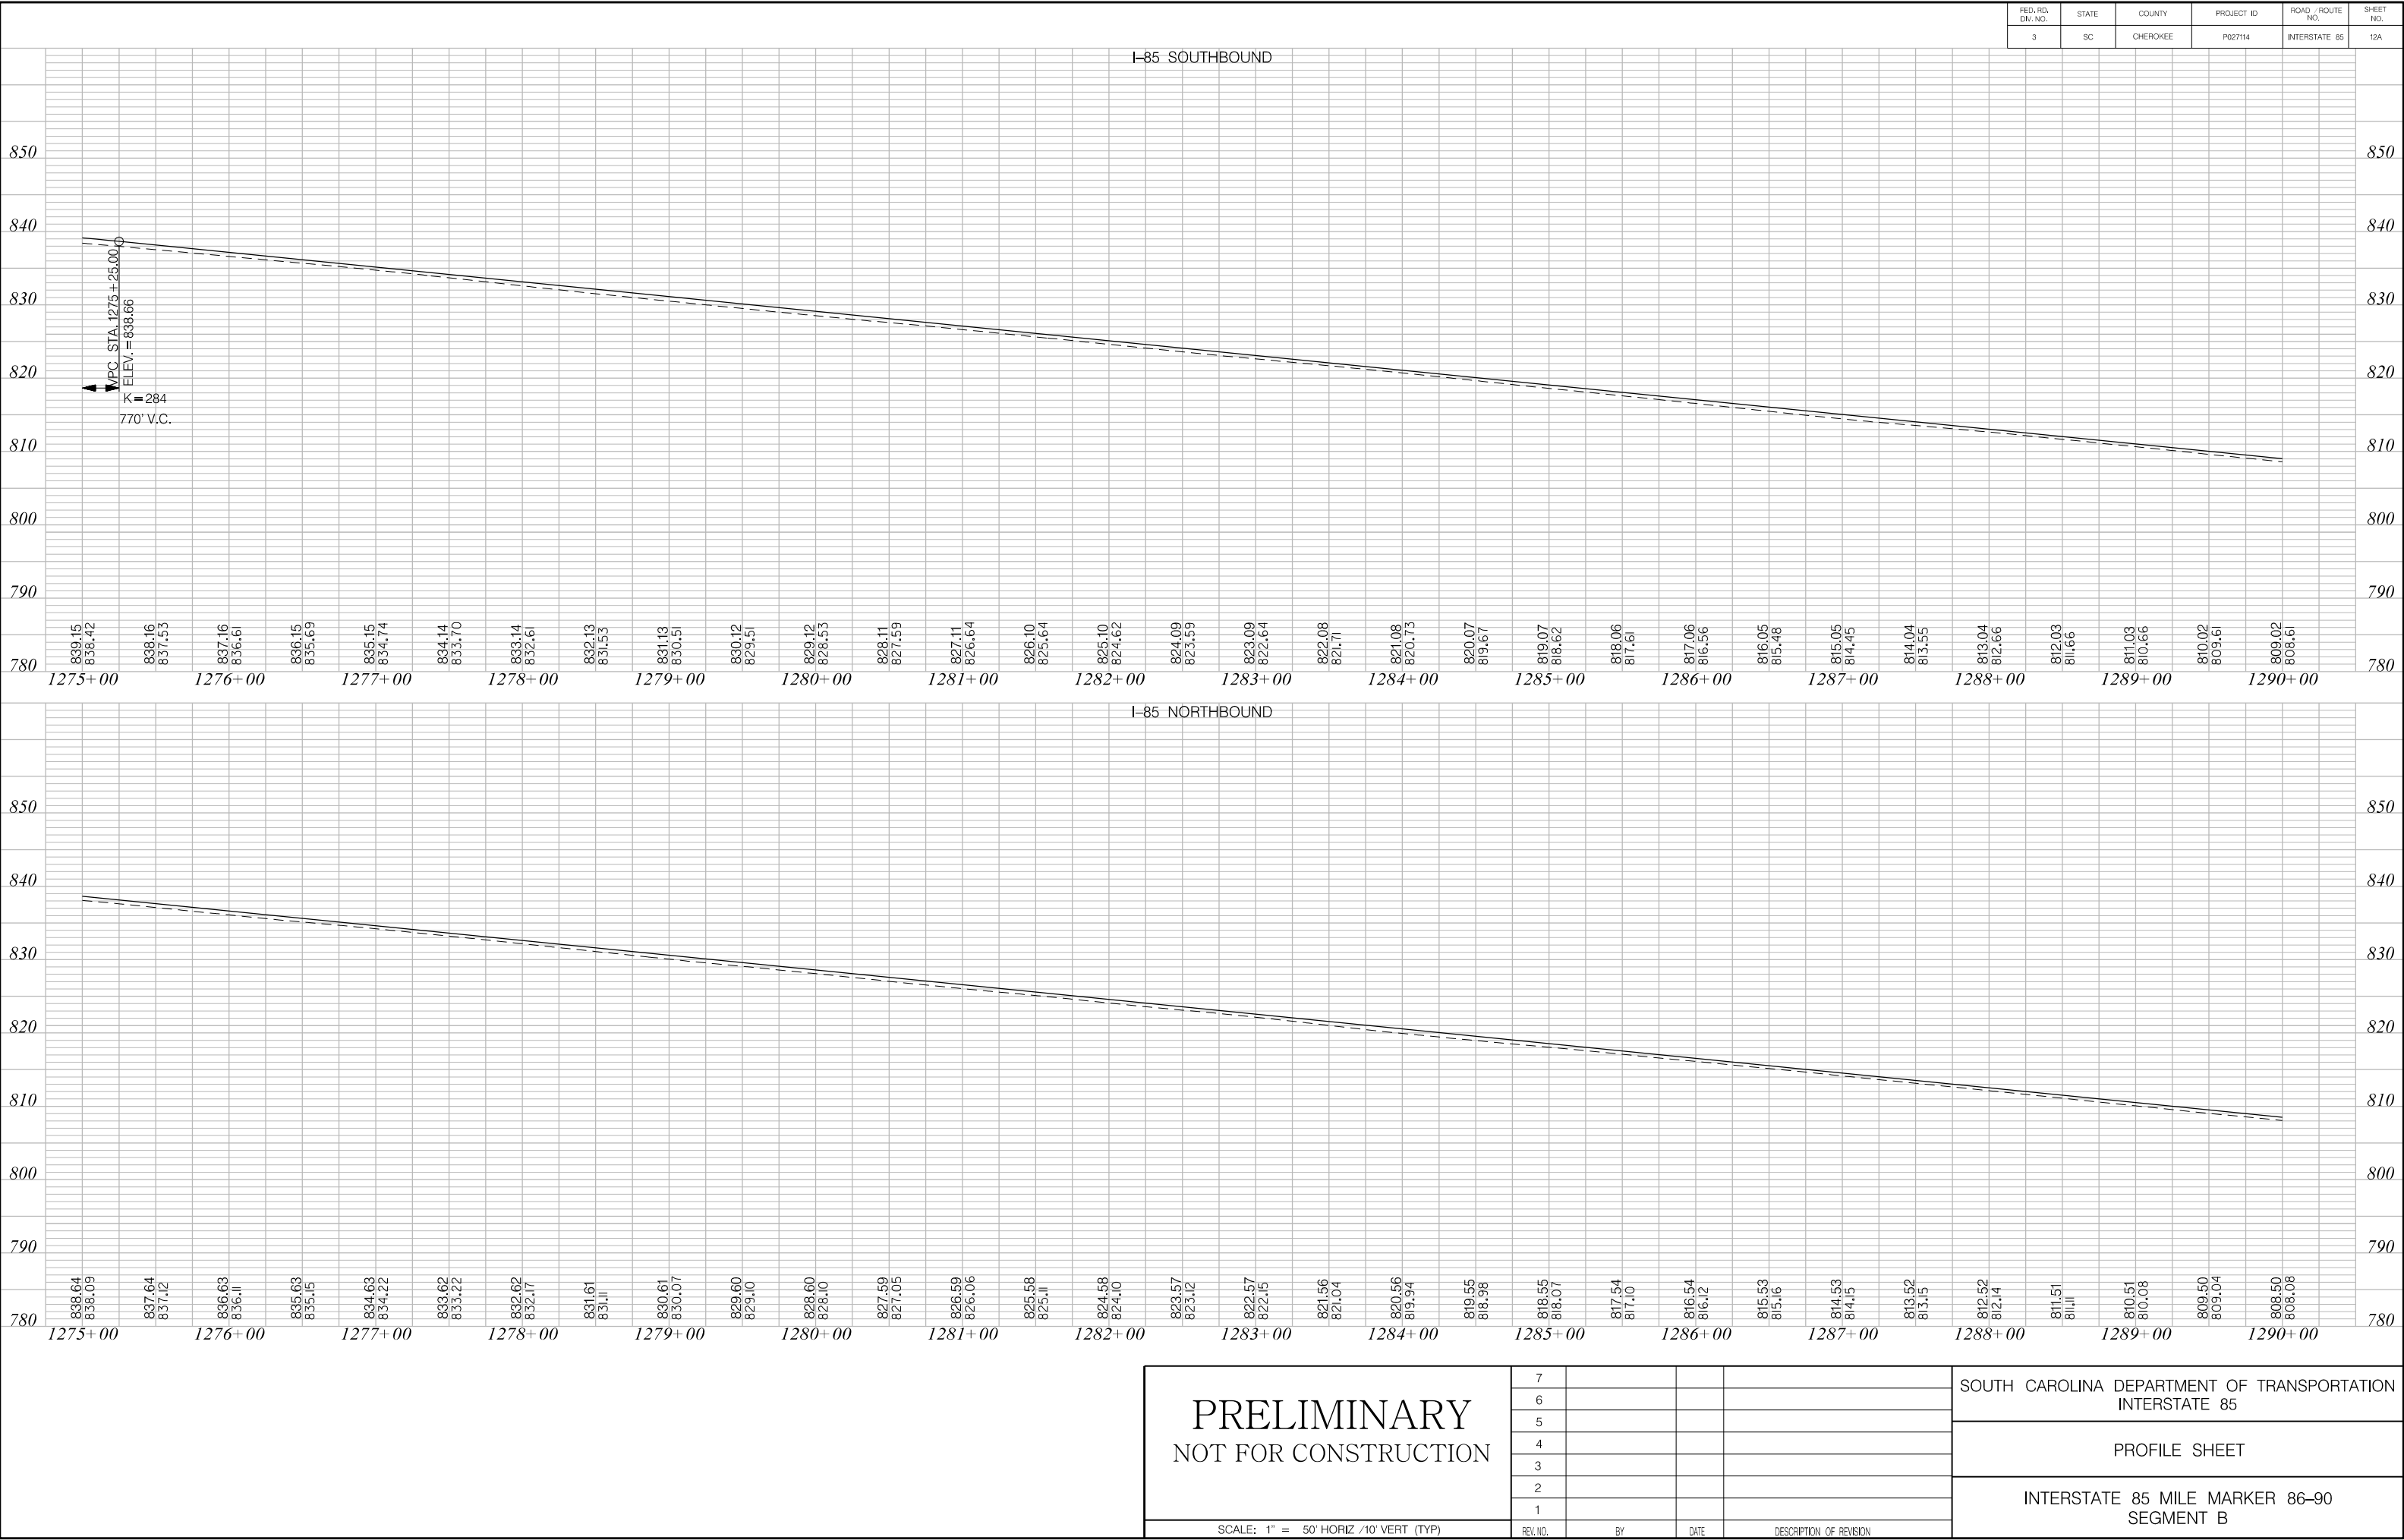 FED. RD. DIV. NO. STATE COUNTY PROJECT ID ROAD / ROUTE NO. SHEET NO.
3 SC CHEROKEE P027114 INTERSTATE 85 12A
I-85 SOUTHBOUND
850 850
840 840
830 830
820 820
810 810
800 800
790 790
780 780
VPC STA. 1275 + 25.00
ELEV. = 838.66
K = 284
770' V.C.
839.15 838.16 837.16 836.15 835.15 834.14 833.14 832.13 831.13 830.12 829.12 828.11 827.11 826.10 825.10 824.09 823.09 822.08 821.08 820.07 819.07 818.06 817.06 816.05 815.05 814.04 813.04 812.03 811.03 810.02 809.02
838.42 837.53 836.61 835.69 834.74 833.70 832.61 831.53 830.51 829.51 828.53 827.59 826.64 825.64 824.62 823.59 822.64 821.71 820.73 819.67 818.62 817.61 816.56 815.48 814.45 813.55 812.66 811.66 810.66 809.61 808.61
1275+00 1276+00 1277+00 1278+00 1279+00 1280+00 1281+00 1282+00 1283+00 1284+00 1285+00 1286+00 1287+00 1288+00 1289+00 1290+00
I-85 NORTHBOUND
850 850
840 840
830 830
820 820
810 810
800 800
790 790
780 780
838.64 837.64 836.63 835.63 834.63 833.62 832.62 831.61 830.61 829.60 828.60 827.59 826.59 825.58 824.58 823.57 822.57 821.56 820.56 819.55 818.55 817.54 816.54 815.53 814.53 813.52 812.52 811.51 810.51 809.50 808.50
838.09 837.12 836.11 835.15 834.22 833.22 832.17 831.11 830.07 829.10 828.10 827.05 826.06 825.11 824.10 823.12 822.15 821.04 819.94 818.98 818.07 817.10 816.12 815.16 814.15 813.15 812.14 811.11 810.08 809.04 808.08
1275+00 1276+00 1277+00 1278+00 1279+00 1280+00 1281+00 1282+00 1283+00 1284+00 1285+00 1286+00 1287+00 1288+00 1289+00 1290+00
PRELIMINARY
NOT FOR CONSTRUCTION
SCALE: 1" = 50' HORIZ /10' VERT (TYP)
7
6
5
4
3
2
1
REV. NO. BY DATE DESCRIPTION OF REVISION
SOUTH CAROLINA DEPARTMENT OF TRANSPORTATION
INTERSTATE 85
PROFILE SHEET
INTERSTATE 85 MILE MARKER 86-90
SEGMENT B